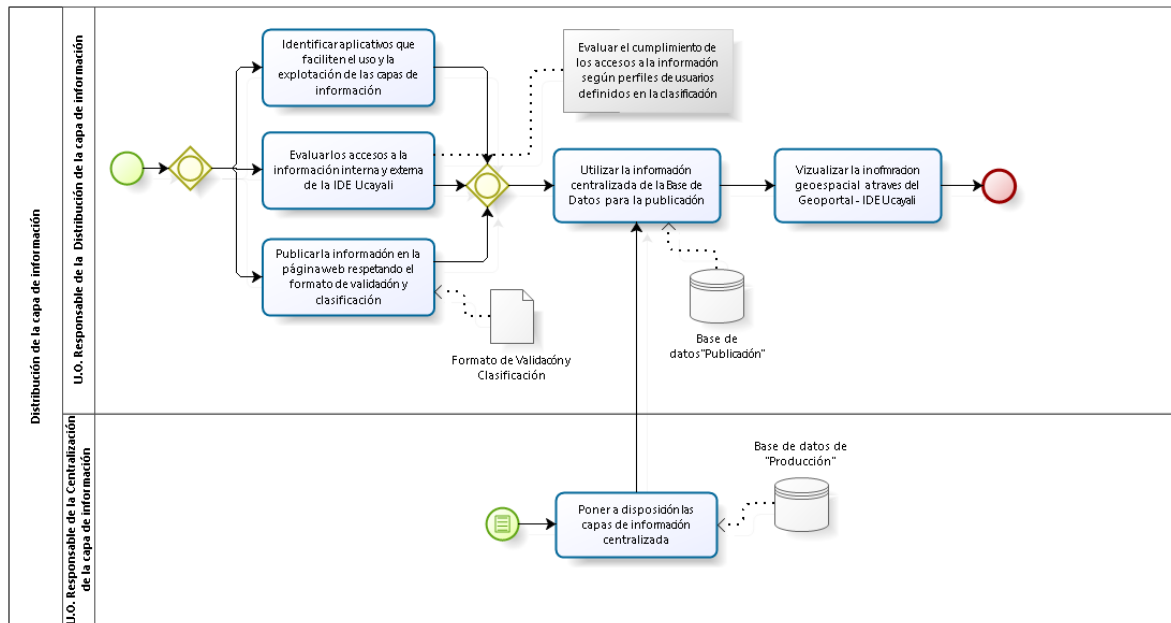 Distribución de la capa de información
U.O. Responsable de la Distribución de la capa de información
Identificar aplicativos que
faciliten el uso y la
explotación de las capas de
información
Evaluar el cumplimiento de
los accesos a la información
según perfiles de usuarios
definidos en la clasificación
Evaluar los accesos a la
información interna y externa
de la IDE Ucayali
Utilizar la información
centralizada de la Base de
Datos para la publicación
Vizualizar la inofmracion
geoespacial a traves del
Geoportal - IDE Ucayali
Publicar la información en la
página web respetando el
formato de validación y
clasificación
Formato de Validacón y
Clasificación
Base de
datos "Publicación"
U.O. Responsable de la Centralización
de la capa de información
Base de datos de
"Producción"
Poner a disposición las
capas de información
centralizada